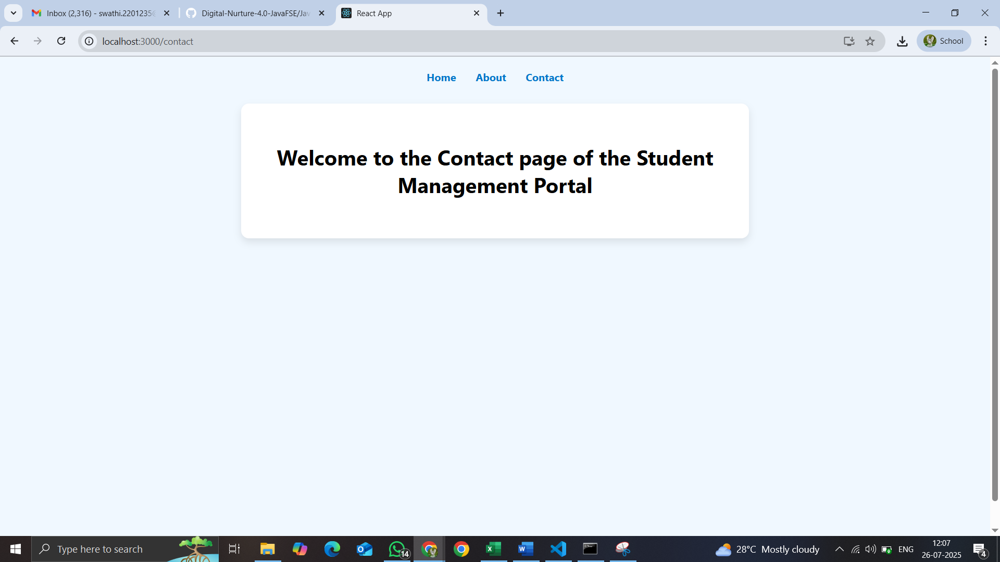 Inbox (2,316) - swathi.2201235@
Digital-Nurture-4.0-JavaFSE/Jav
React App
localhost:3000/contact
School
Home About Contact
Welcome to the Contact page of the Student
Management Portal
Type here to search
14
28°C Mostly cloudy
ENG
12:07
26-07-2025
4